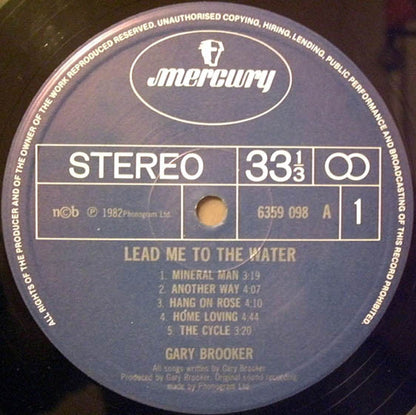 ALL RIGHTS OF THE PRODUCER AND OF THE OWNER OF THE WORK REPRODUCED RESERVED. UNAUTHORISED COPYING, HIRING, LENDING, PUBLIC PERFORMANCE AND BROADCASTING OF THIS RECORD PROHIBITED.
mercury
STEREO 33 1/3 ∞
n©b ℗ 1982 Phonogram Ltd. 6359 098 A 1
LEAD ME TO THE WATER
1. MINERAL MAN 3:19
2. ANOTHER WAY 4:07
3. HANG ON ROSE 4:10
4. HOME LOVING 4:44
5. THE CYCLE 3:20
GARY BROOKER
All songs written by Gary Brooker
Produced by Gary Brooker. Original sound recording
made by Phonogram Ltd.